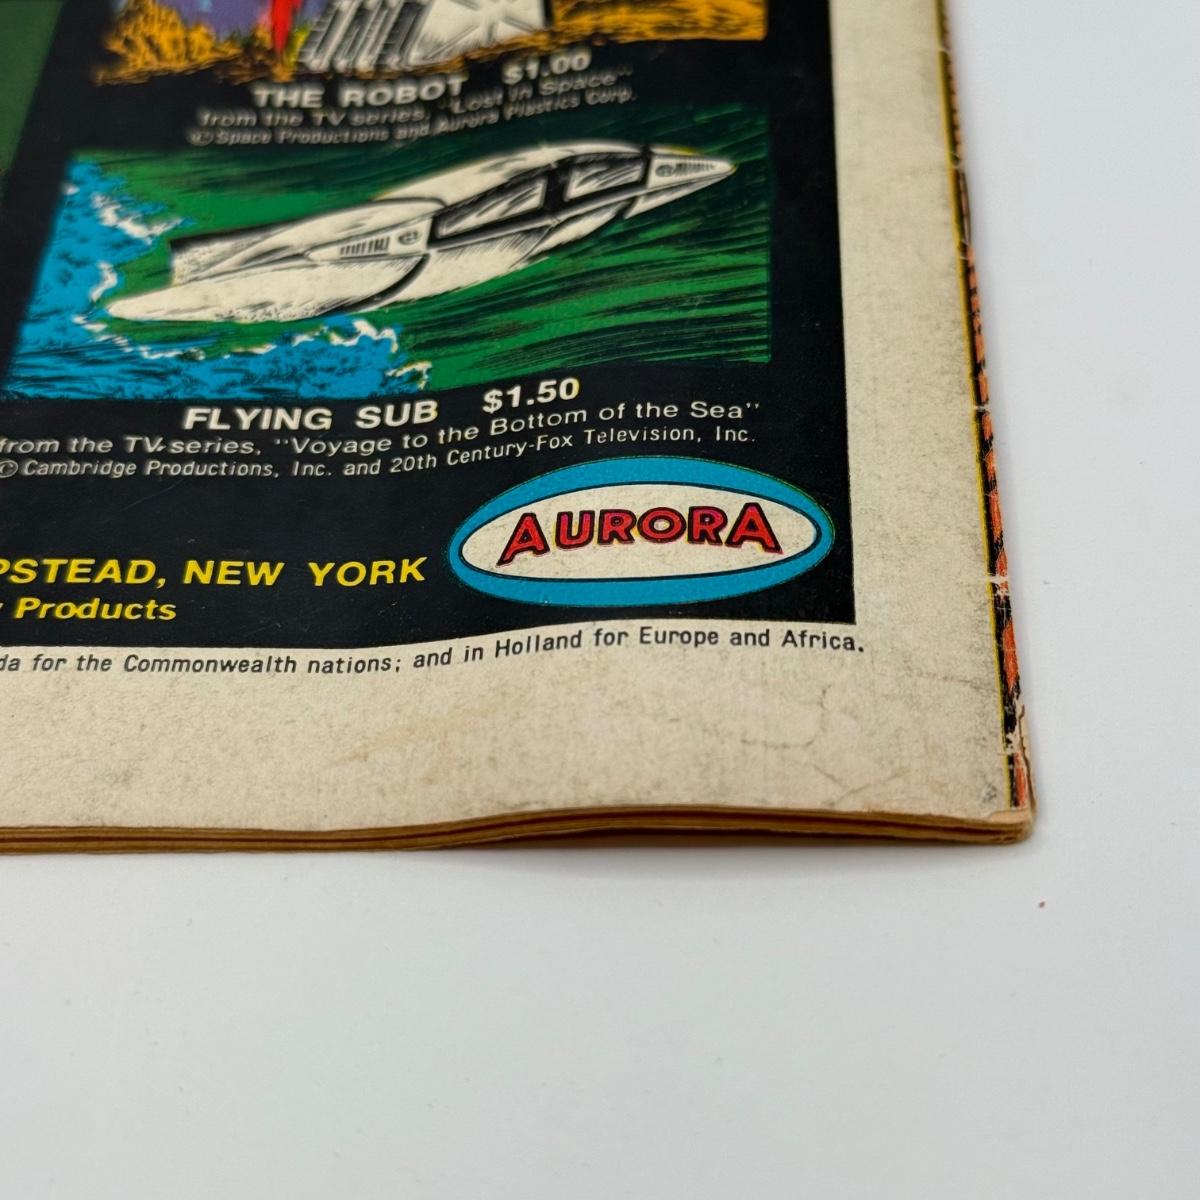 THE ROBOT $1.00
from the TV series, "Lost in Space"
© Space Productions and Aurora Plastics Corp.
FLYING SUB $1.50
from the TV series, "Voyage to the Bottom of the Sea"
© Cambridge Productions, Inc. and 20th Century-Fox Television, Inc.
AURORA
PSTEAD, NEW YORK
y Products
da for the Commonwealth nations; and in Holland for Europe and Africa.